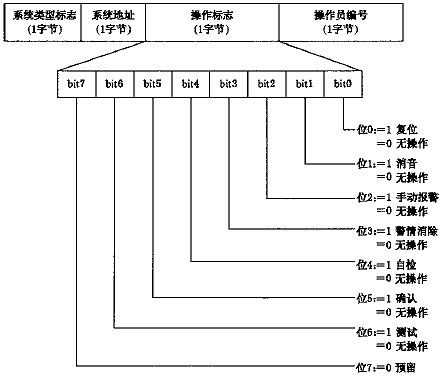 系统类型标志 系统地址 操作标志 操作员编号
(1字节) (1字节) (1字节) (1字节)
bit7 bit6 bit5 bit4 bit3 bit2 bit1 bit0
位0:=1 复位
=0 无操作
位1:=1 消音
=0 无操作
位2:=1 手动报警
=0 无操作
位3:=1 警情消除
=0 无操作
位4:=1 自检
=0 无操作
位5:=1 确认
=0 无操作
位6:=1 测试
=0 无操作
位7:=0 预留